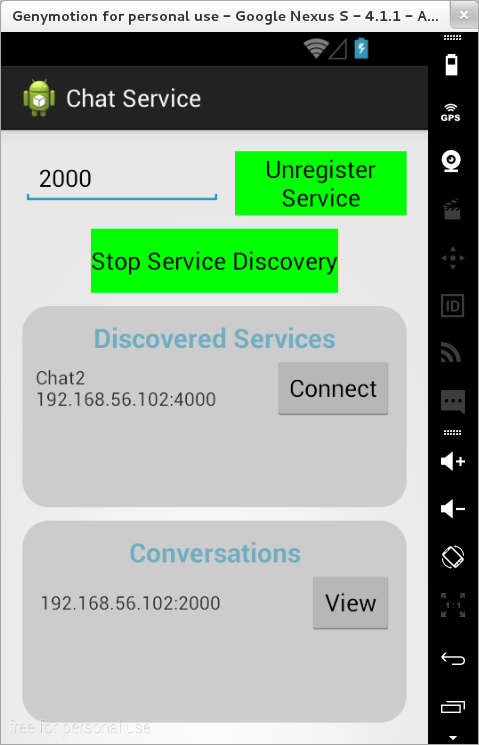 Genymotion for personal use – Google Nexus S – 4.1.1 – A...
GPS
Chat Service
2000
Unregister
Service
Stop Service Discovery
ID
Discovered Services
Chat2
192.168.56.102:4000
Connect
Conversations
192.168.56.102:2000
View
1:1
free for personal use